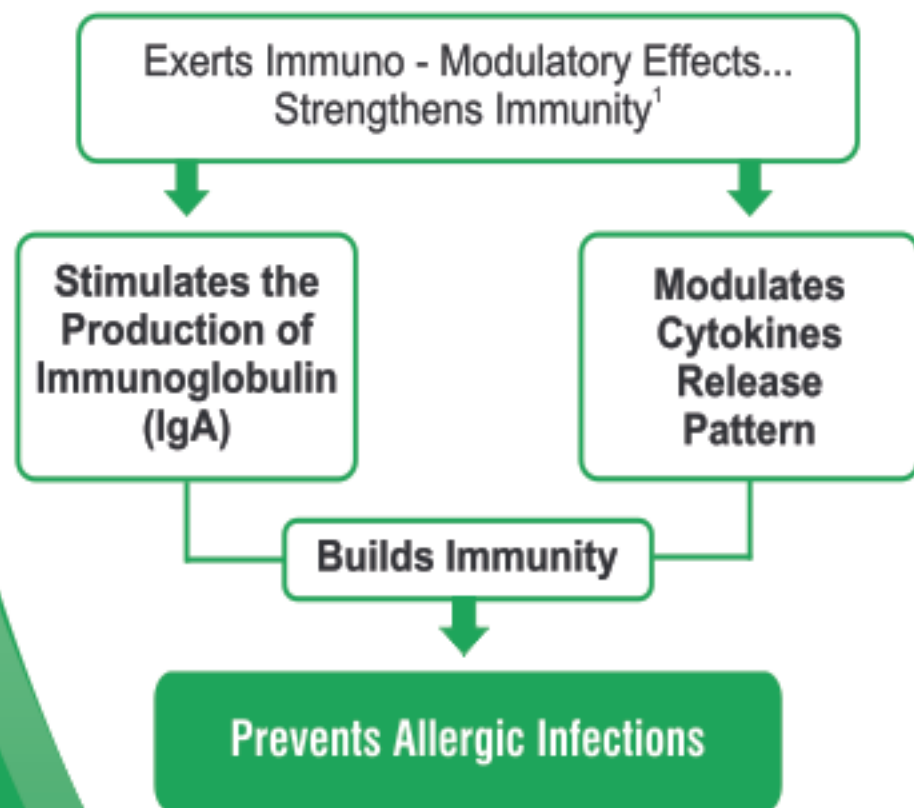 Exerts Immuno - Modulatory Effects...
Strengthens Immunity¹
Stimulates the
Production of
Immunoglobulin
(IgA)
Modulates
Cytokines
Release
Pattern
Builds Immunity
Prevents Allergic Infections